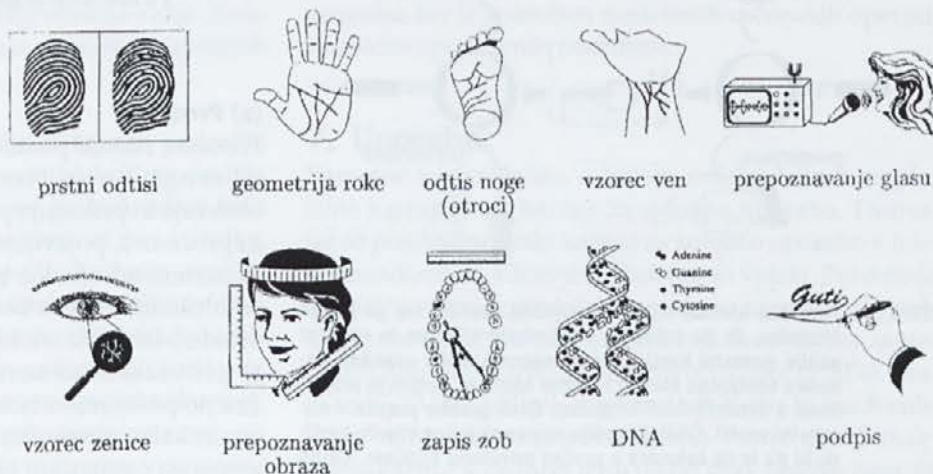 prstni odtisi
geometrija roke
odtis noge
(otroci)
vzorec ven
prepoznavanje glasu
Adenine
Guanine
Thymine
Cytosine
Guti
vzorec zenice
prepoznavanje
obraza
zapis zob
DNA
podpis